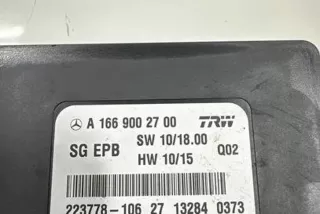 A 166 900 27 00 TRW
SG EPB SW 10/18.00 Q02
HW 10/15
223778-106 27 13284 0373